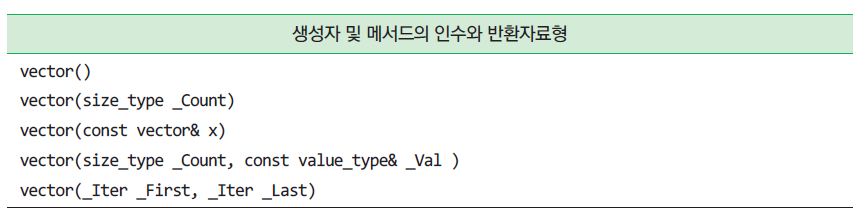 생성자 및 메서드의 인수와 반환자료형
vector()
vector(size_type _Count)
vector(const vector& x)
vector(size_type _Count, const value_type& _Val )
vector(_Iter _First, _Iter _Last)